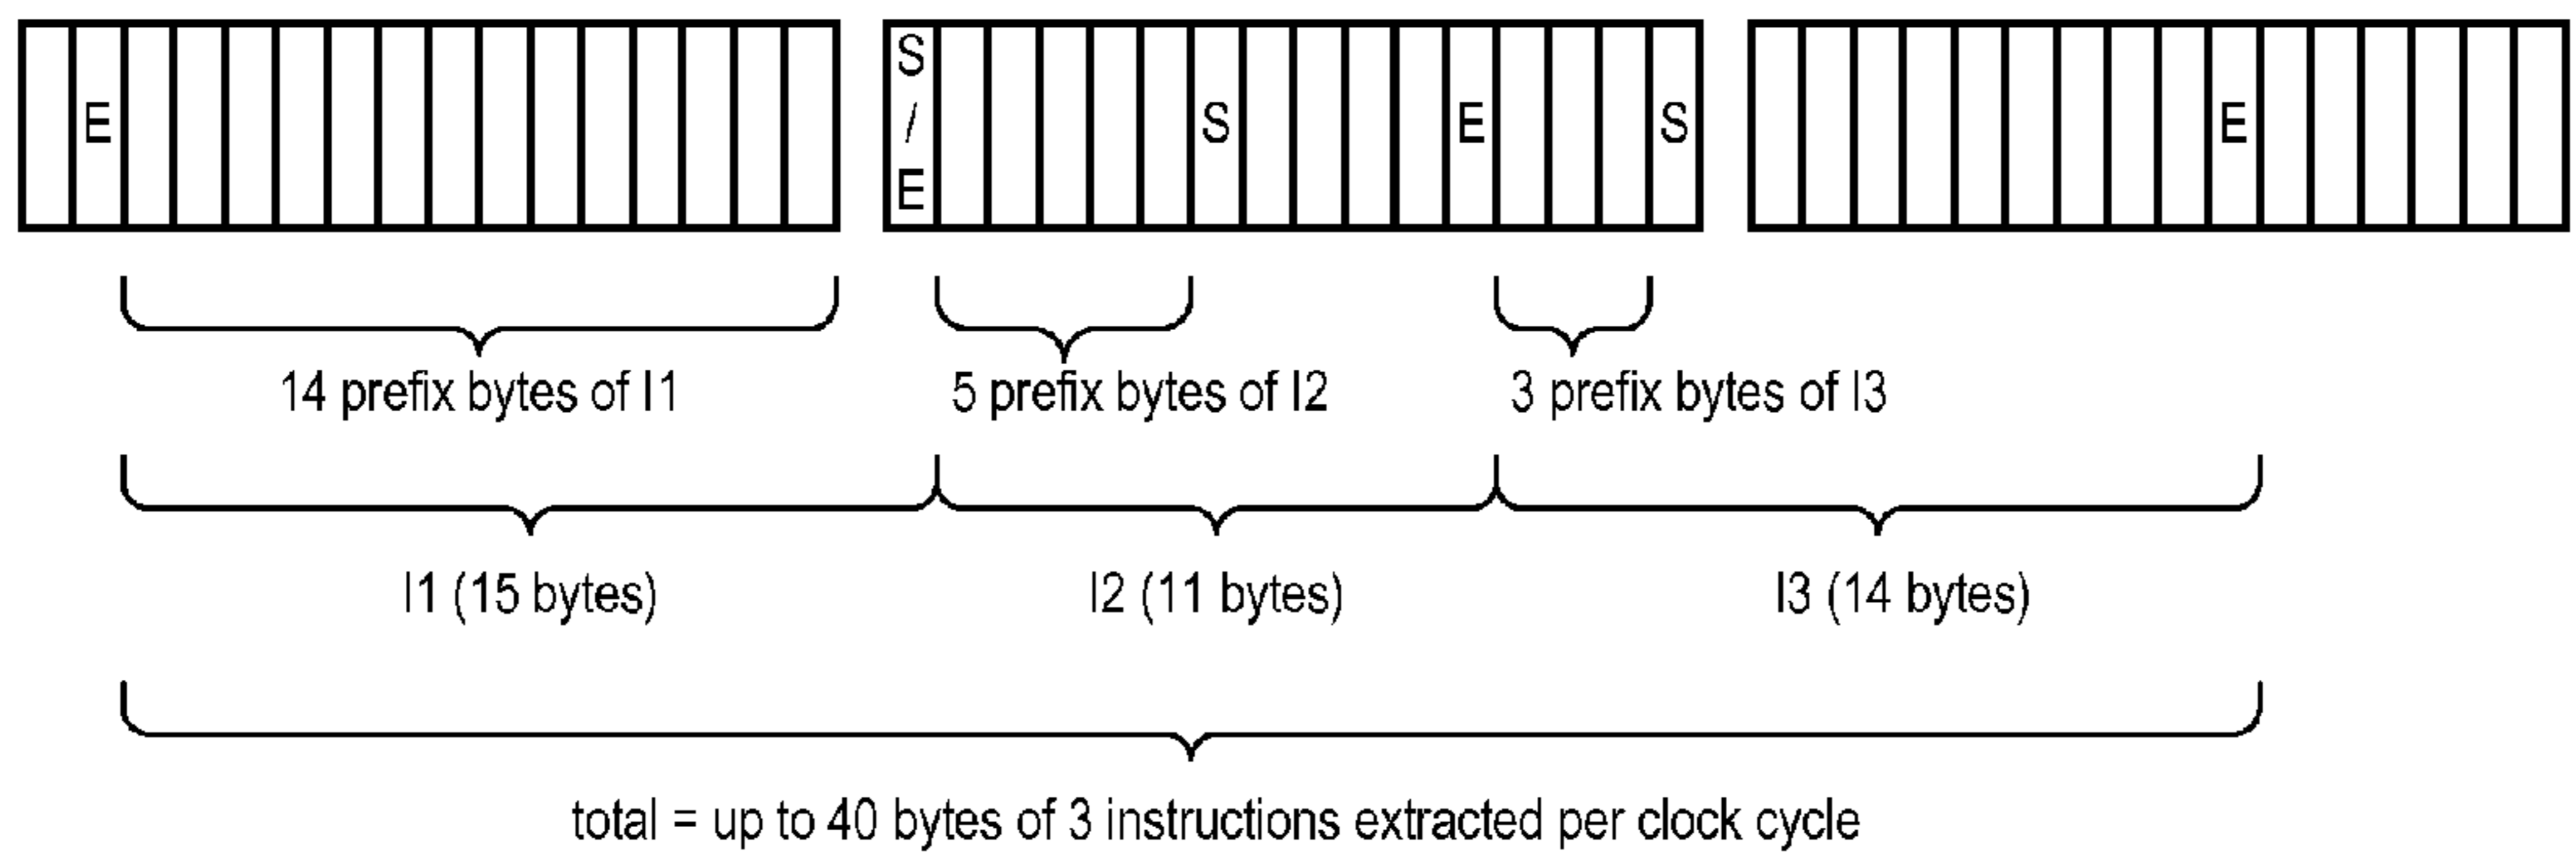 E S / E S E S E
14 prefix bytes of I1 5 prefix bytes of I2 3 prefix bytes of I3
I1 (15 bytes) I2 (11 bytes) I3 (14 bytes)
total = up to 40 bytes of 3 instructions extracted per clock cycle